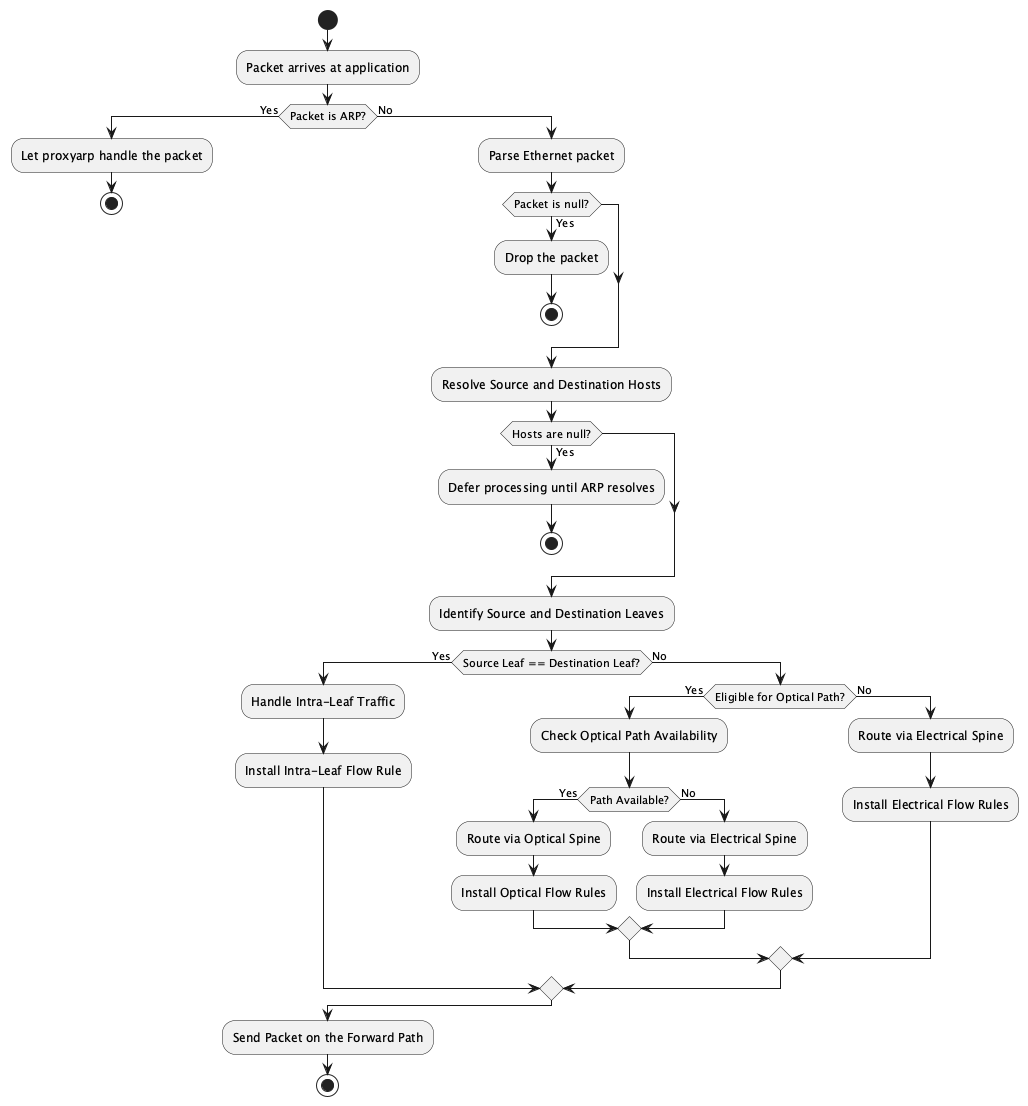 Packet arrives at application
Yes
Packet is ARP?
No
Let proxyarp handle the packet
Parse Ethernet packet
Packet is null?
Yes
Drop the packet
Resolve Source and Destination Hosts
Hosts are null?
Yes
Defer processing until ARP resolves
Identify Source and Destination Leaves
Yes
Source Leaf == Destination Leaf?
No
Handle Intra-Leaf Traffic
Install Intra-Leaf Flow Rule
Yes
Eligible for Optical Path?
No
Check Optical Path Availability
Route via Electrical Spine
Yes
Path Available?
No
Install Electrical Flow Rules
Route via Optical Spine
Route via Electrical Spine
Install Optical Flow Rules
Install Electrical Flow Rules
Send Packet on the Forward Path